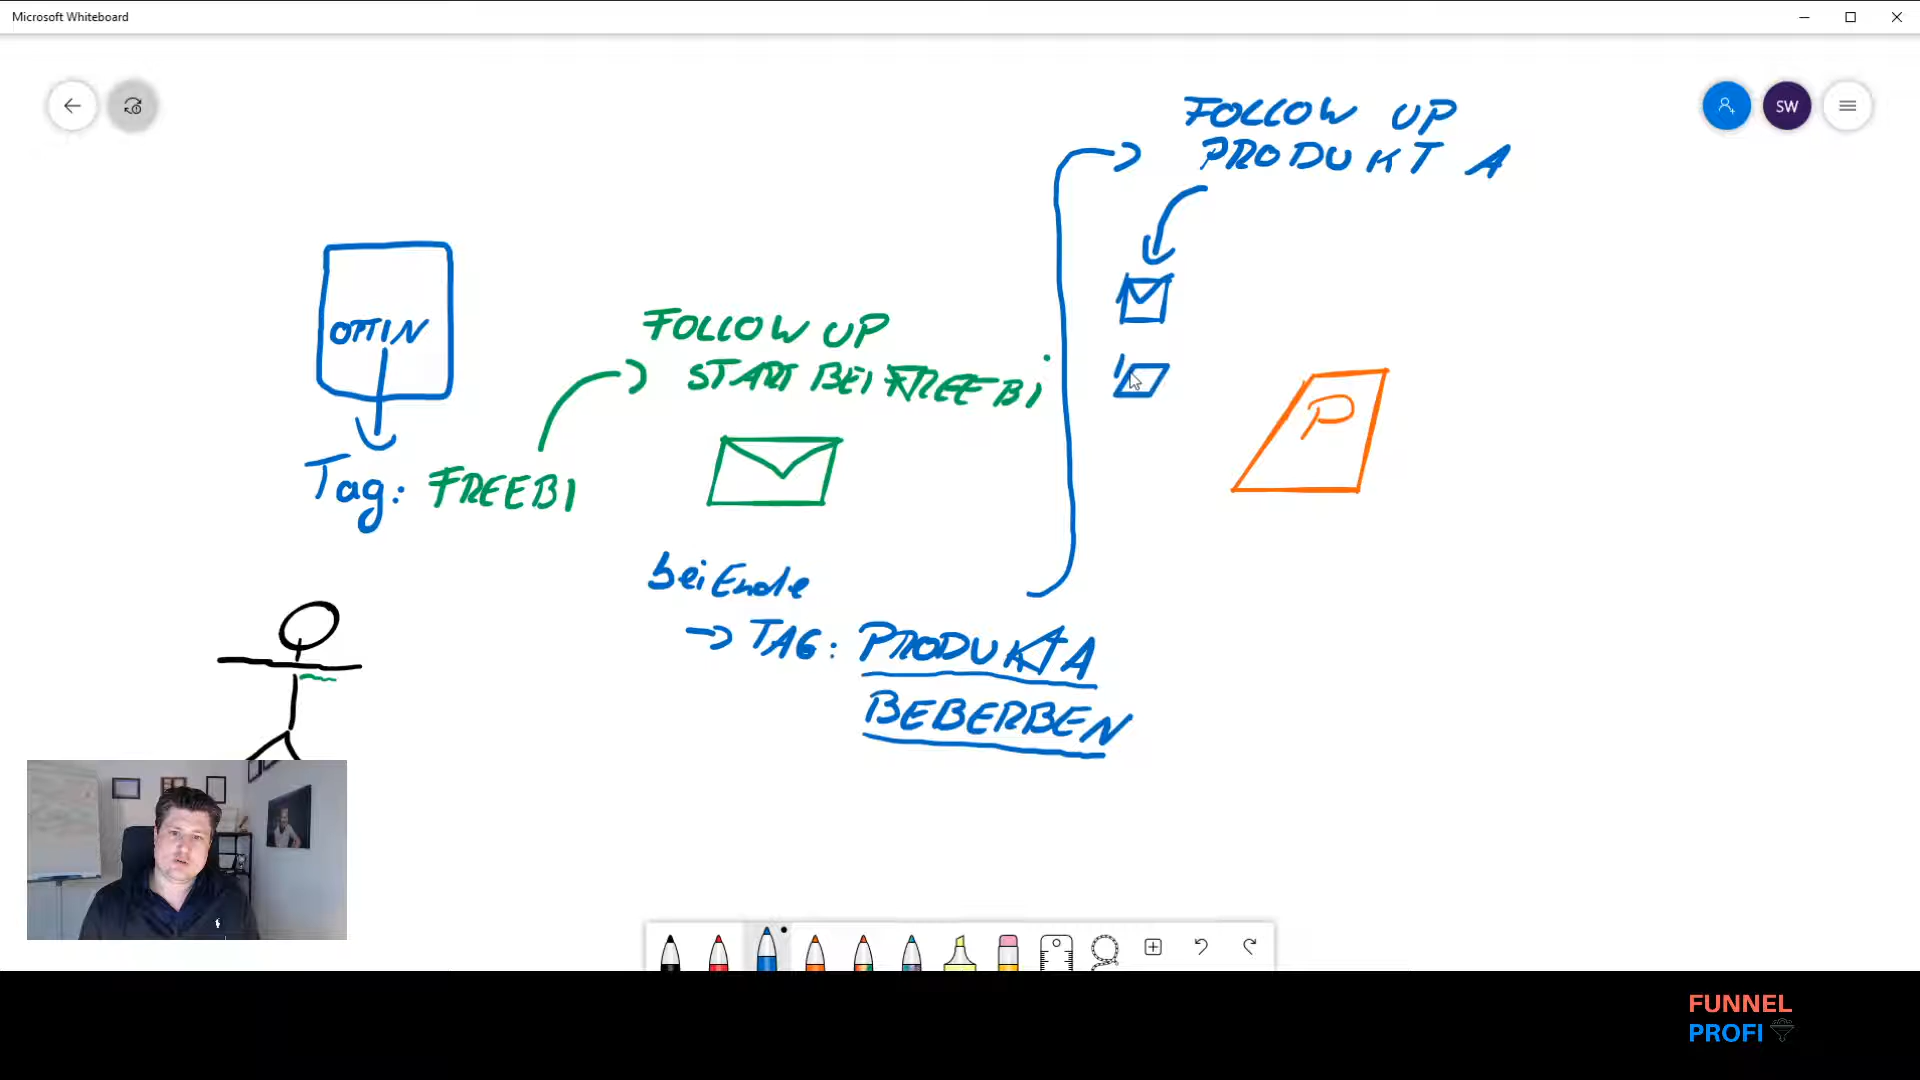 Microsoft Whiteboard
SW
FOLLOW UP
PRODUKT A
OPTIN
FOLLOW UP
START BEI FREEBI
P
Tag: FREEBI
bei Ende
→ TAG: PRODUKT A
BEBERBEN
FUNNEL
PROFI